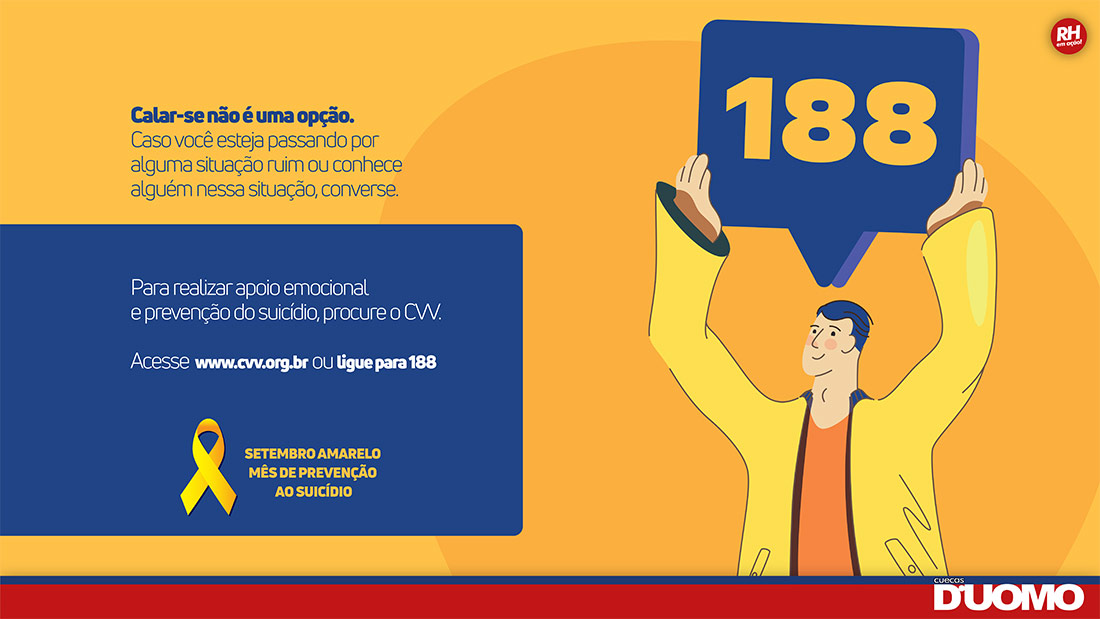 RH
em ação!
188
Calar-se não é uma opção.
Caso você esteja passando por
alguma situação ruim ou conhece
alguém nessa situação, converse.
Para realizar apoio emocional
e prevenção do suicídio, procure o CVV.
Acesse www.cvv.org.br ou ligue para 188
SETEMBRO AMARELO
MÊS DE PREVENÇÃO
AO SUICÍDIO
cuecas
D'UOMO